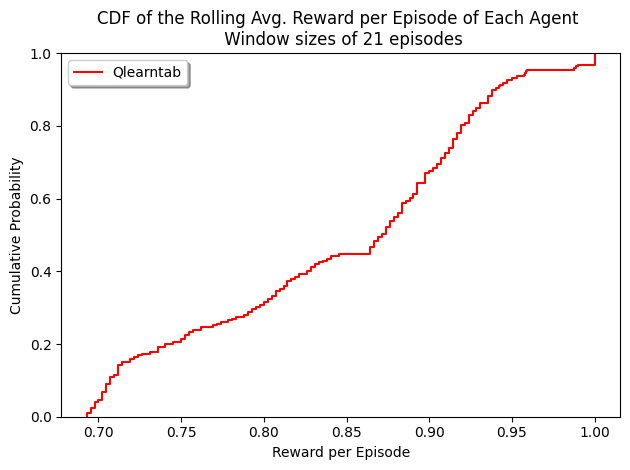 CDF of the Rolling Avg. Reward per Episode of Each Agent
Window sizes of 21 episodes
Qlearntab
Cumulative Probability
1.0
0.8
0.6
0.4
0.2
0.0
0.70 0.75 0.80 0.85 0.90 0.95 1.00
Reward per Episode